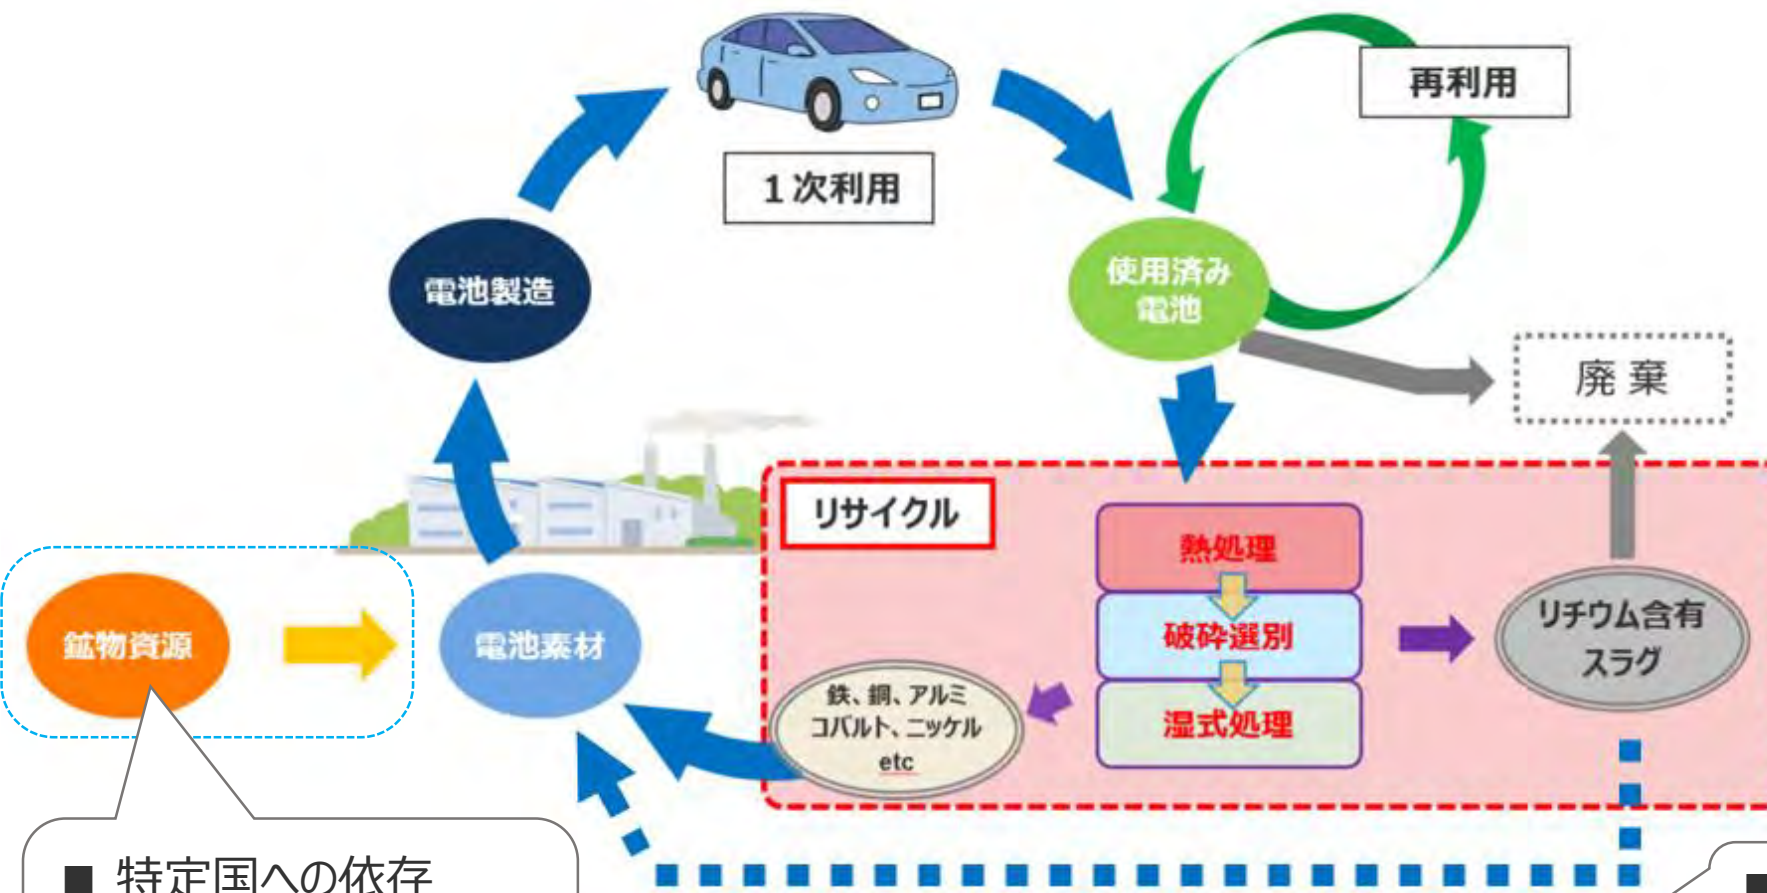 再利用
1次利用
電池製造
使用済み
電池
廃 棄
リサイクル
熱処理
破砕選別
湿式処理
リチウム含有
スラグ
鉱物資源
電池素材
鉄、銅、アルミ
コバルト、ニッケル
etc
■ 特定国への依存
■